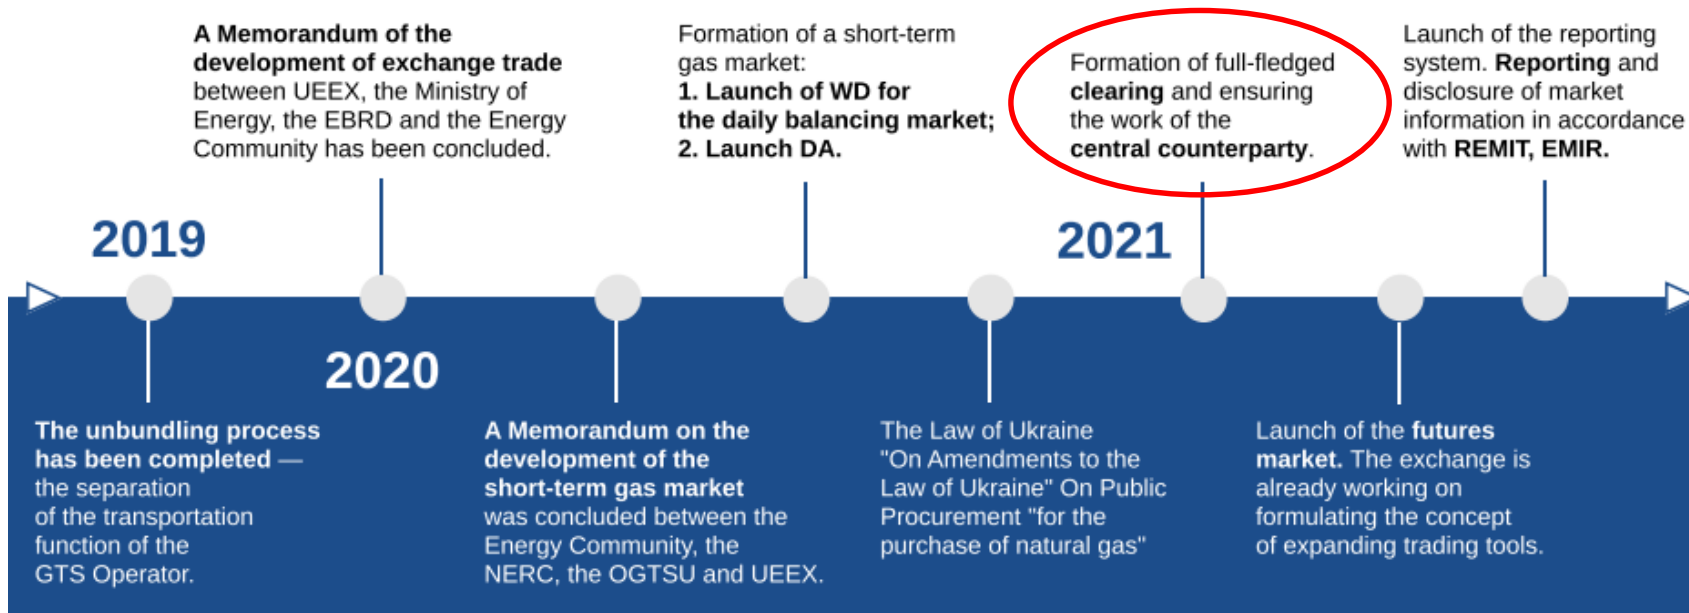 A Memorandum of the
development of exchange trade
between UEEX, the Ministry of
Energy, the EBRD and the Energy
Community has been concluded.
Formation of a short-term
gas market:
1. Launch of WD for
the daily balancing market;
2. Launch DA.
Formation of full-fledged
clearing and ensuring
the work of the
central counterparty.
Launch of the reporting
system. Reporting and
disclosure of market
information in accordance
with REMIT, EMIR.
2019
2021
2020
The unbundling process
has been completed —
the separation
of the transportation
function of the
GTS Operator.
A Memorandum on the
development of the
short-term gas market
was concluded between the
Energy Community, the
NERC, the OGTSU and UEEX.
The Law of Ukraine
"On Amendments to the
Law of Ukraine" On Public
Procurement "for the
purchase of natural gas"
Launch of the futures
market. The exchange is
already working on
formulating the concept
of expanding trading tools.